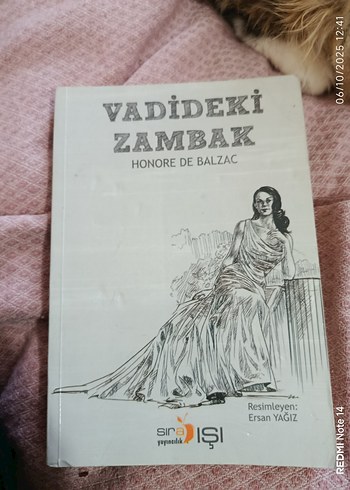 VADİDEKİ
ZAMBAK
HONORE DE BALZAC
Resimleyen:
Ersan YAĞIZ
sıra IŞI
yayıncılık
06/10/2025 12:41
REDMI Note 14